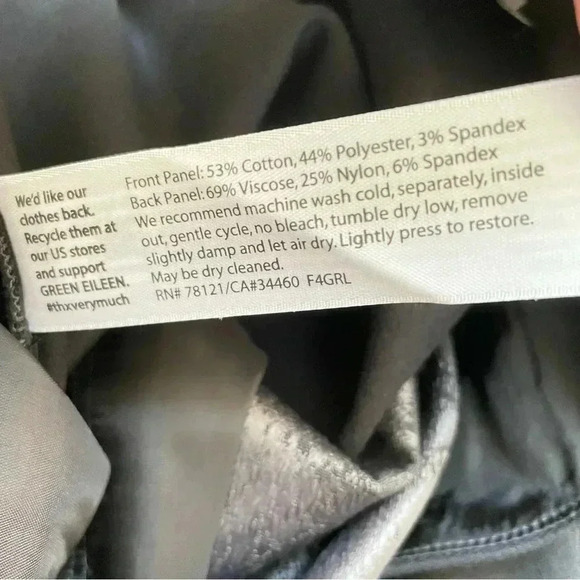 We'd like our
clothes back.
Recycle them at
our US stores
and support
GREEN EILEEN.
#thxverymuch
Front Panel: 53% Cotton, 44% Polyester, 3% Spandex
Back Panel: 69% Viscose, 25% Nylon, 6% Spandex
We recommend machine wash cold, separately, inside
out, gentle cycle, no bleach, tumble dry low, remove
slightly damp and let air dry. Lightly press to restore.
May be dry cleaned.
RN# 78121/CA#34460 F4GRL